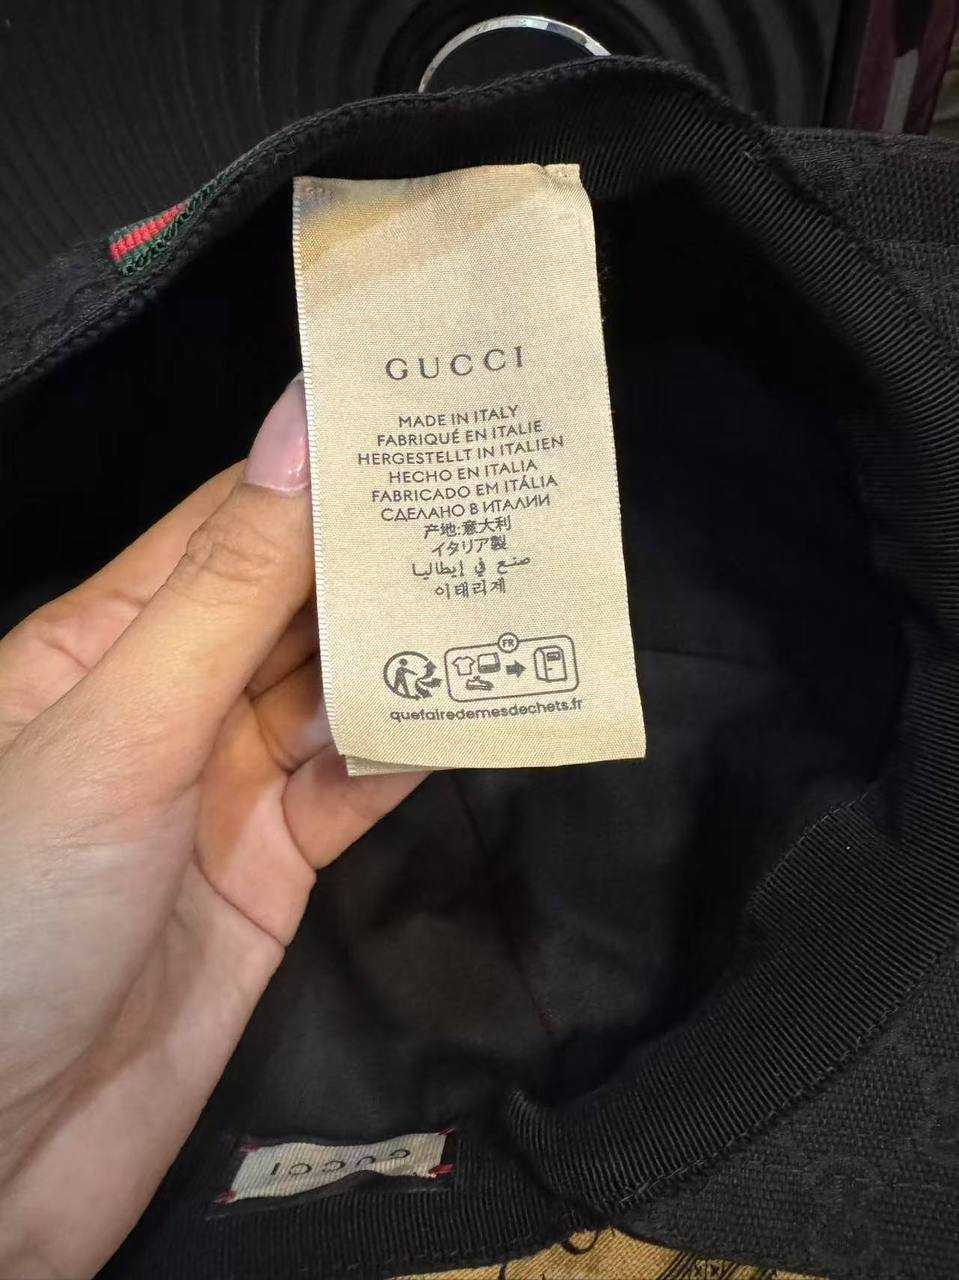 GUCCI
MADE IN ITALY
FABRIQUÉ EN ITALIE
HERGESTELLT IN ITALIEN
HECHO EN ITALIA
FABRICADO EM ITÁLIA
СДЕЛАНО В ИТАЛИИ
产地:意大利
イタリア製
صنع في إيطاليا
이태리제
FR
quefairedemesdechets.fr
GUCCI